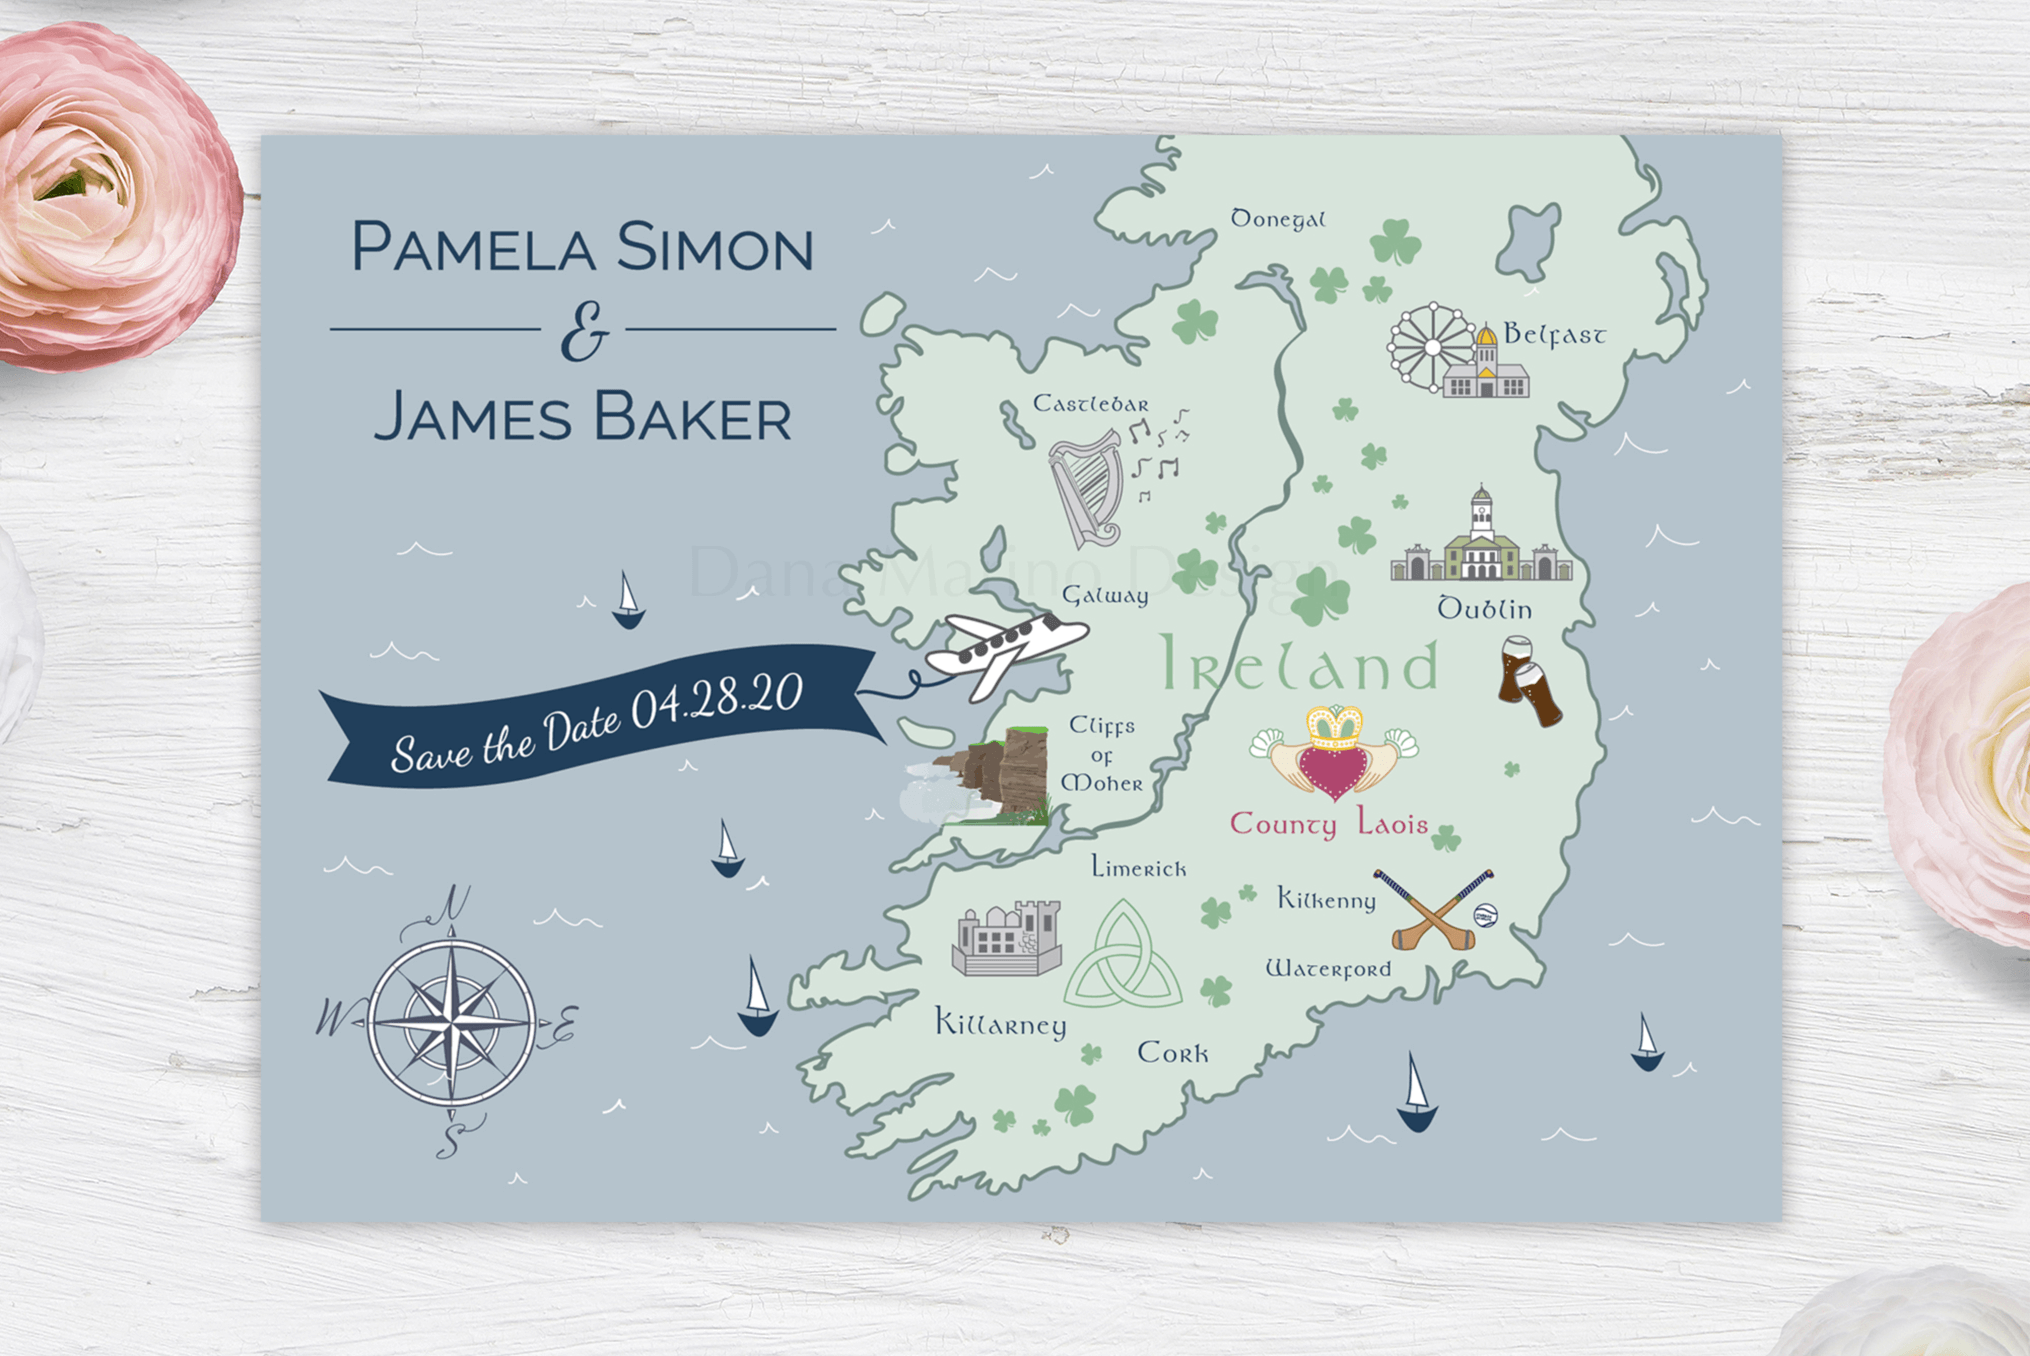 Pamela Simon
&
James Baker
Save the Date 04.28.20
N
W
E
S
Donegal
Belfast
Castlebar
Dana Marino Design
Galway
Dublin
Ireland
Cliffs
of
Moher
County Laois
Limerick
Kilkenny
Waterford
Killarney
Cork